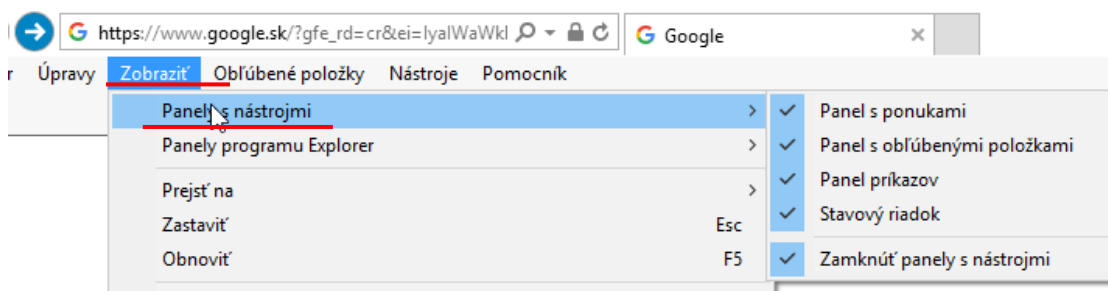 https://www.google.sk/?gfe_rd=cr&ei=IyaIWaWkI
Google
r Úpravy Zobraziť Obľúbené položky Nástroje Pomocník
Panely s nástrojmi
Panely programu Explorer
Prejsť na
Zastaviť Esc
Obnoviť F5
Panel s ponukami
Panel s obľúbenými položkami
Panel príkazov
Stavový riadok
Zamknúť panely s nástrojmi